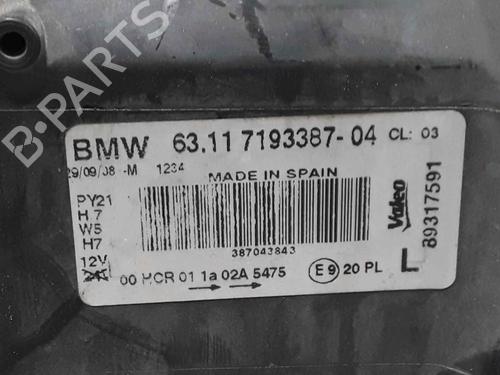 BMW 63.11 7193387-04 CL: 03
29/09/08 -M 1234
MADE IN SPAIN
PY21
H7
W5
H7
12V
387043843
Valeo
89317591
L
00 HCR 01 1a 02A 5475
E9 20 PL
B-PARTS